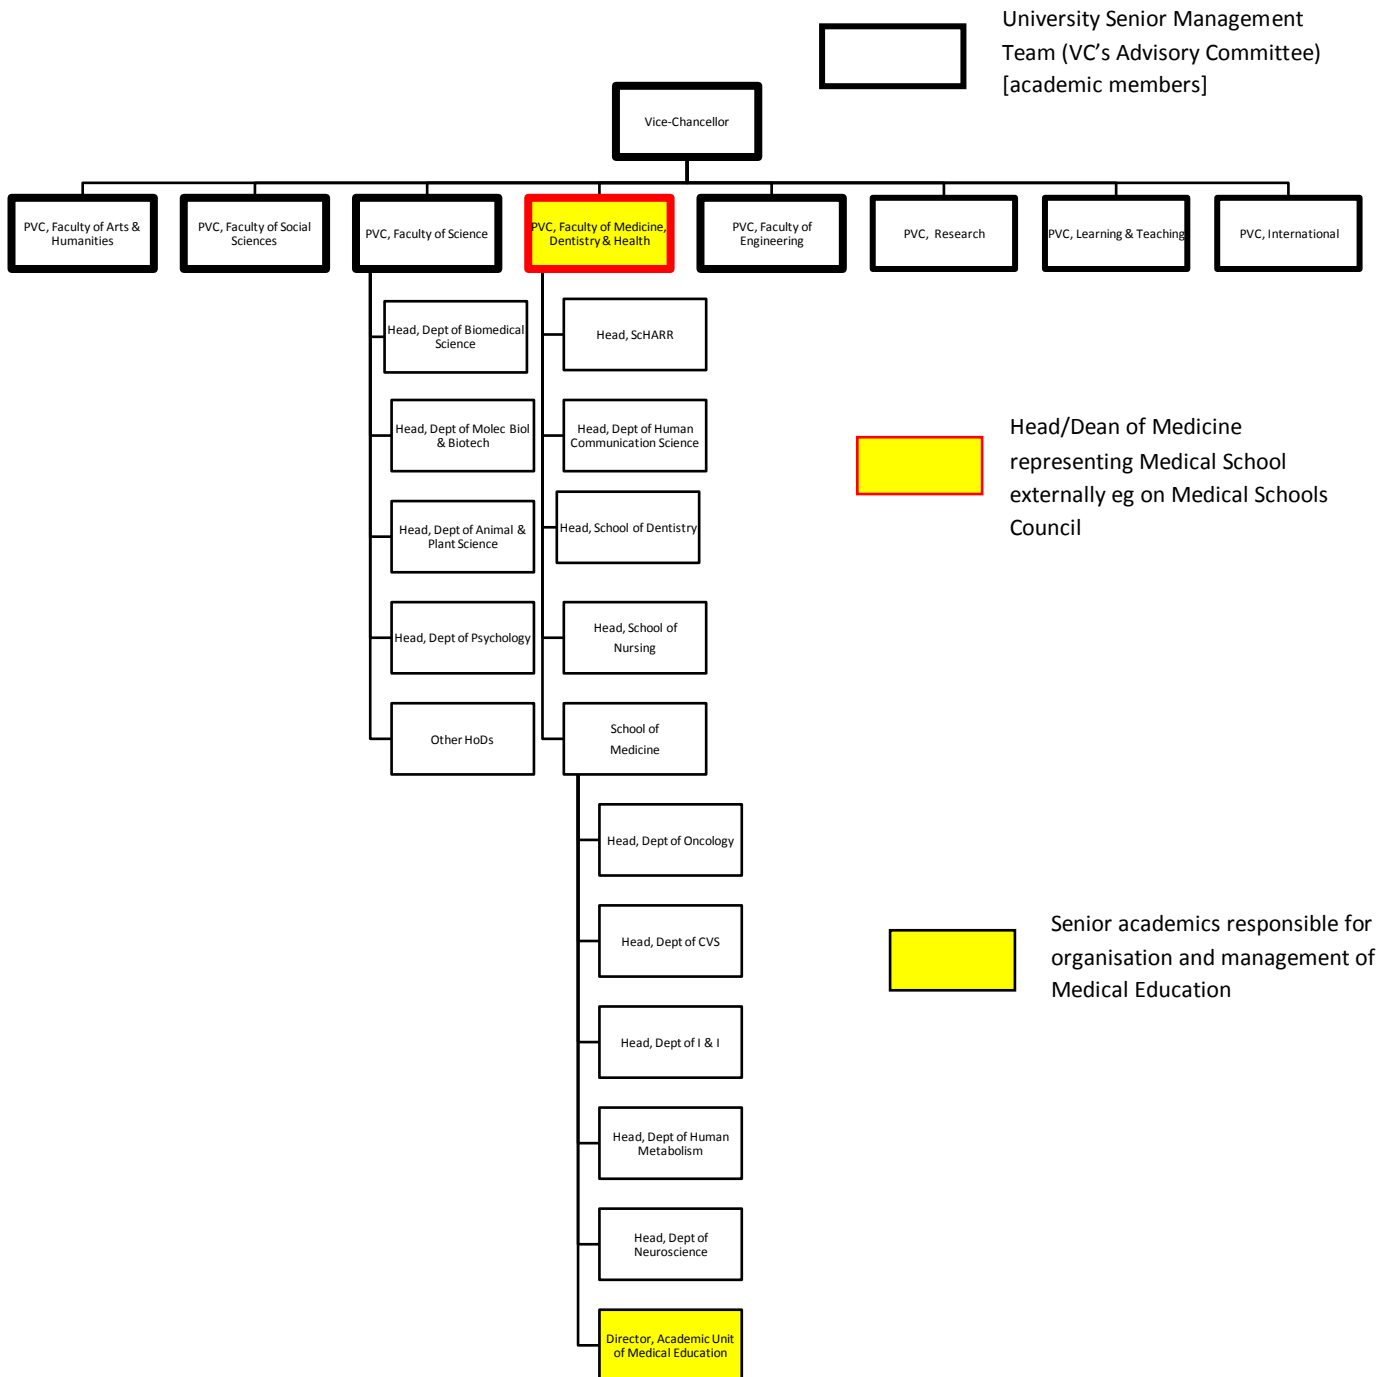 University Senior Management
Team (VC’s Advisory Committee)
[academic members]
Vice-Chancellor
PVC, Faculty of Arts &
Humanities
PVC, Faculty of Social
Sciences
PVC, Faculty of Science
PVC, Faculty of Medicine,
Dentistry & Health
PVC, Faculty of
Engineering
PVC, Research
PVC, Learning & Teaching
PVC, International
Head, Dept of Biomedical
Science
Head, Dept of Molec Biol
& Biotech
Head, Dept of Animal &
Plant Science
Head, Dept of Psychology
Other HoDs
Head, ScHARR
Head, Dept of Human
Communication Science
Head, School of Dentistry
Head, School of
Nursing
School of
Medicine
Head, Dept of Oncology
Head, Dept of CVS
Head, Dept of I & I
Head, Dept of Human
Metabolism
Head, Dept of
Neuroscience
Director, Academic Unit
of Medical Education
Head/Dean of Medicine
representing Medical School
externally eg on Medical Schools
Council
Senior academics responsible for
organisation and management of
Medical Education